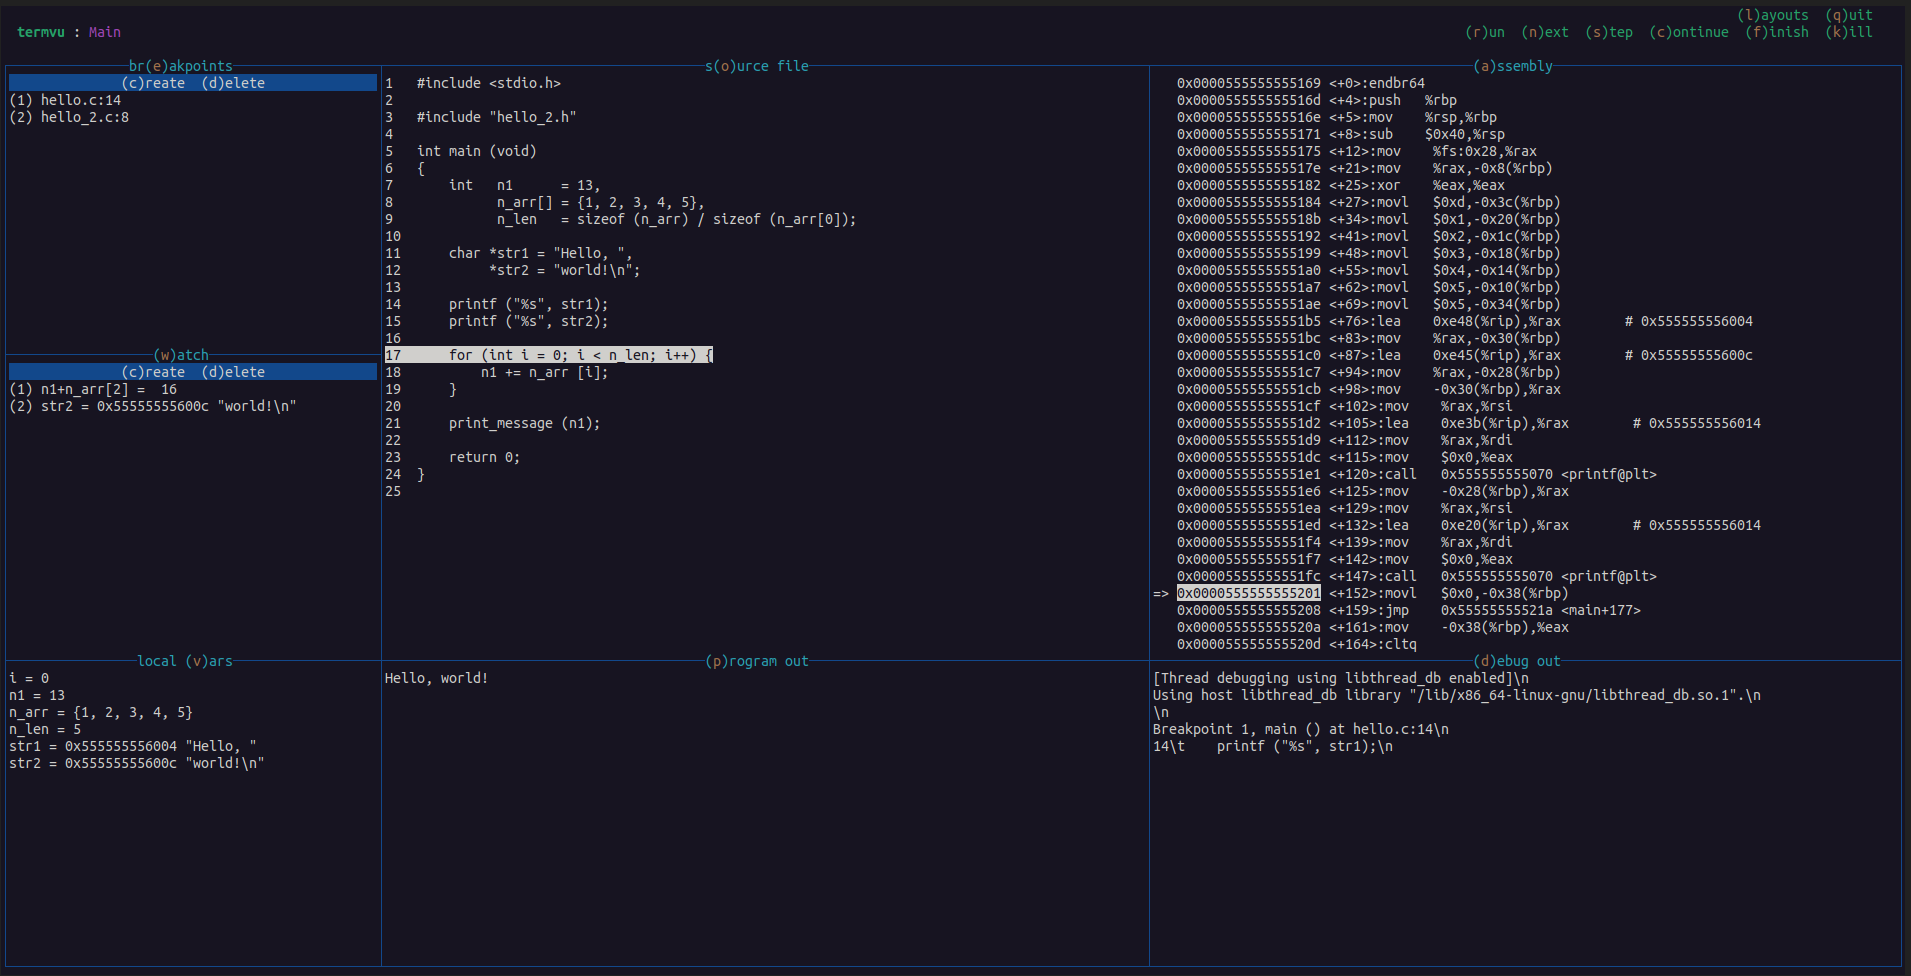 (l)ayouts  (q)uit
termvu : Main
(r)un  (n)ext  (s)tep  (c)ontinue  (f)inish  (k)ill
br(e)akpoints
(c)reate  (d)elete
(1) hello.c:14
(2) hello_2.c:8
(w)atch
(c)reate  (d)elete
(1) n1+n_arr[2] =  16
(2) str2 = 0x55555555600c "world!\n"
local (v)ars
i = 0
n1 = 13
n_arr = {1, 2, 3, 4, 5}
n_len = 5
str1 = 0x555555556004 "Hello, "
str2 = 0x55555555600c "world!\n"
s(o)urce file
1   #include <stdio.h>
2
3   #include "hello_2.h"
4
5   int main (void)
6   {
7       int   n1      = 13,
8             n_arr[] = {1, 2, 3, 4, 5},
9             n_len   = sizeof (n_arr) / sizeof (n_arr[0]);
10
11      char *str1 = "Hello, ",
12           *str2 = "world!\n";
13
14      printf ("%s", str1);
15      printf ("%s", str2);
16
17      for (int i = 0; i < n_len; i++) {
18          n1 += n_arr [i];
19      }
20
21      print_message (n1);
22
23      return 0;
24  }
25
(p)rogram out
Hello, world!
(a)ssembly
0x0000555555555169 <+0>:endbr64
0x000055555555516d <+4>:push   %rbp
0x000055555555516e <+5>:mov    %rsp,%rbp
0x0000555555555171 <+8>:sub    $0x40,%rsp
0x0000555555555175 <+12>:mov    %fs:0x28,%rax
0x000055555555517e <+21>:mov    %rax,-0x8(%rbp)
0x0000555555555182 <+25>:xor    %eax,%eax
0x0000555555555184 <+27>:movl   $0xd,-0x3c(%rbp)
0x000055555555518b <+34>:movl   $0x1,-0x20(%rbp)
0x0000555555555192 <+41>:movl   $0x2,-0x1c(%rbp)
0x0000555555555199 <+48>:movl   $0x3,-0x18(%rbp)
0x00005555555551a0 <+55>:movl   $0x4,-0x14(%rbp)
0x00005555555551a7 <+62>:movl   $0x5,-0x10(%rbp)
0x00005555555551ae <+69>:movl   $0x5,-0x34(%rbp)
0x00005555555551b5 <+76>:lea    0xe48(%rip),%rax        # 0x555555556004
0x00005555555551bc <+83>:mov    %rax,-0x30(%rbp)
0x00005555555551c0 <+87>:lea    0xe45(%rip),%rax        # 0x55555555600c
0x00005555555551c7 <+94>:mov    %rax,-0x28(%rbp)
0x00005555555551cb <+98>:mov    -0x30(%rbp),%rax
0x00005555555551cf <+102>:mov    %rax,%rsi
0x00005555555551d2 <+105>:lea    0xe3b(%rip),%rax        # 0x555555556014
0x00005555555551d9 <+112>:mov    %rax,%rdi
0x00005555555551dc <+115>:mov    $0x0,%eax
0x00005555555551e1 <+120>:call   0x555555555070 <printf@plt>
0x00005555555551e6 <+125>:mov    -0x28(%rbp),%rax
0x00005555555551ea <+129>:mov    %rax,%rsi
0x00005555555551ed <+132>:lea    0xe20(%rip),%rax        # 0x555555556014
0x00005555555551f4 <+139>:mov    %rax,%rdi
0x00005555555551f7 <+142>:mov    $0x0,%eax
0x00005555555551fc <+147>:call   0x555555555070 <printf@plt>
=> 0x0000555555555201 <+152>:movl   $0x0,-0x38(%rbp)
0x0000555555555208 <+159>:jmp    0x55555555521a <main+177>
0x000055555555520a <+161>:mov    -0x38(%rbp),%eax
0x000055555555520d <+164>:cltq
(d)ebug out
[Thread debugging using libthread_db enabled]\n
Using host libthread_db library "/lib/x86_64-linux-gnu/libthread_db.so.1".\n
\n
Breakpoint 1, main () at hello.c:14\n
14\t    printf ("%s", str1);\n